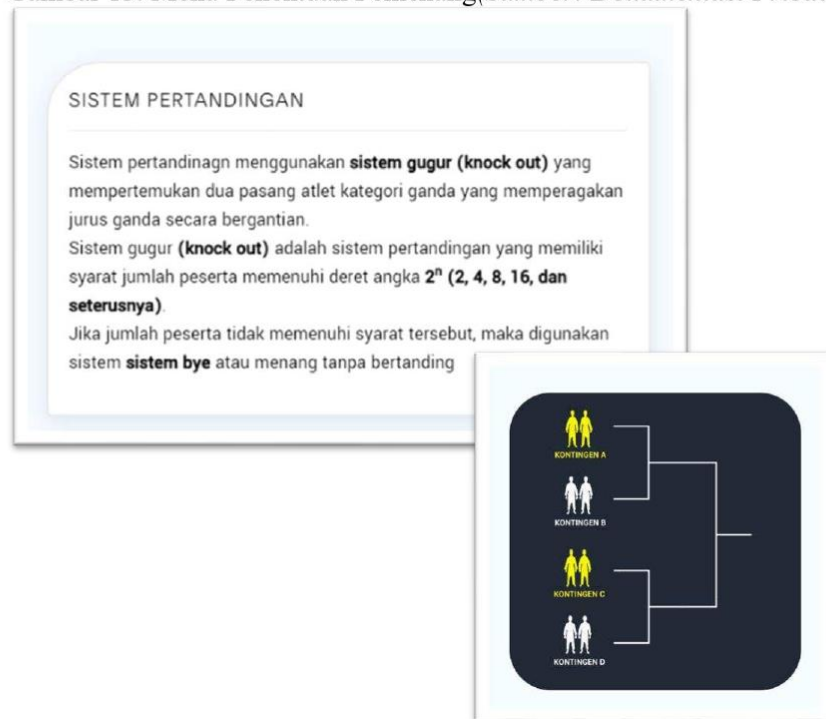 SISTEM PERTANDINGAN
Sistem pertandinagn menggunakan sistem gugur (knock out) yang
mempertemukan dua pasang atlet kategori ganda yang memperagakan
jurus ganda secara bergantian.
Sistem gugur (knock out) adalah sistem pertandingan yang memiliki
syarat jumlah peserta memenuhi deret angka 2ⁿ (2, 4, 8, 16, dan
seterusnya).
Jika jumlah peserta tidak memenuhi syarat tersebut, maka digunakan
sistem sistem bye atau menang tanpa bertanding
KONTINGEN A
KONTINGEN B
KONTINGEN C
KONTINGEN D